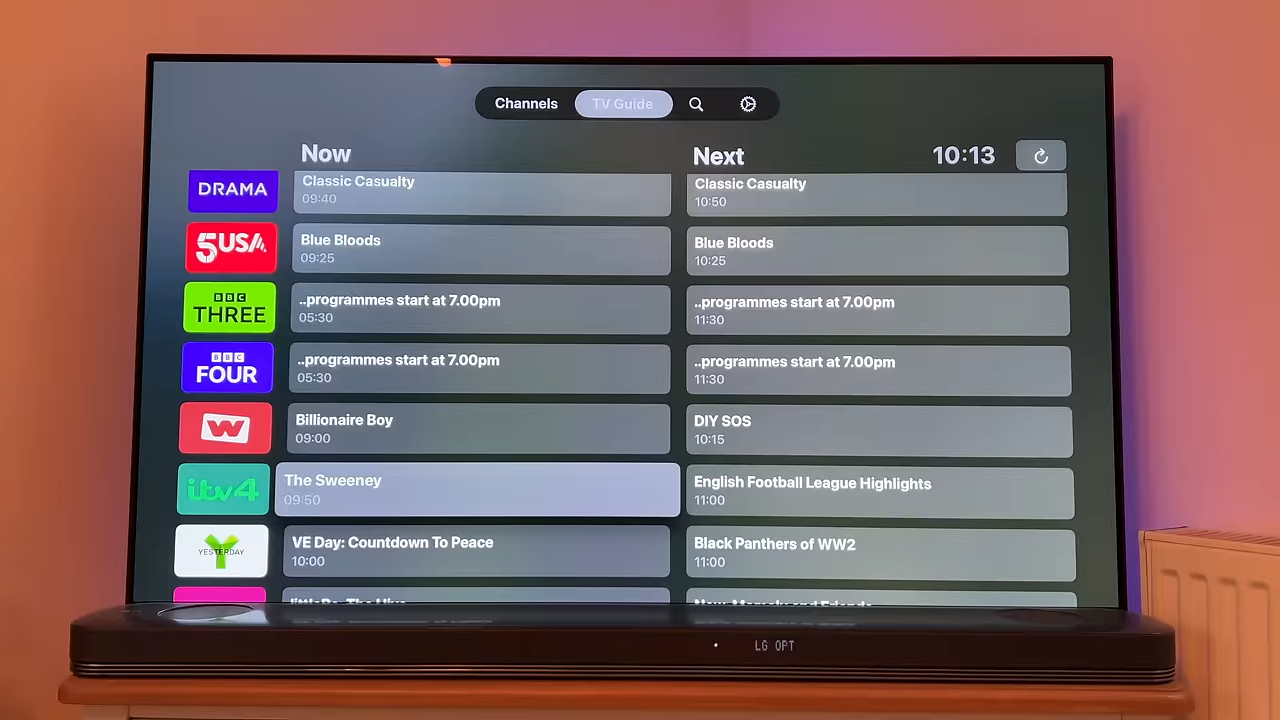 Channels TV Guide
Now Next 10:13
DRAMA Classic Casualty Classic Casualty
09:40 10:50
5USA Blue Bloods Blue Bloods
09:25 10:25
BBC THREE ..programmes start at 7.00pm ..programmes start at 7.00pm
05:30 11:30
BBC FOUR ..programmes start at 7.00pm ..programmes start at 7.00pm
05:30 11:30
W Billionaire Boy DIY SOS
09:00 10:15
itv4 The Sweeney English Football League Highlights
09:50 11:00
YESTERDAY VE Day: Countdown To Peace Black Panthers of WW2
10:00 11:00
LG OPT